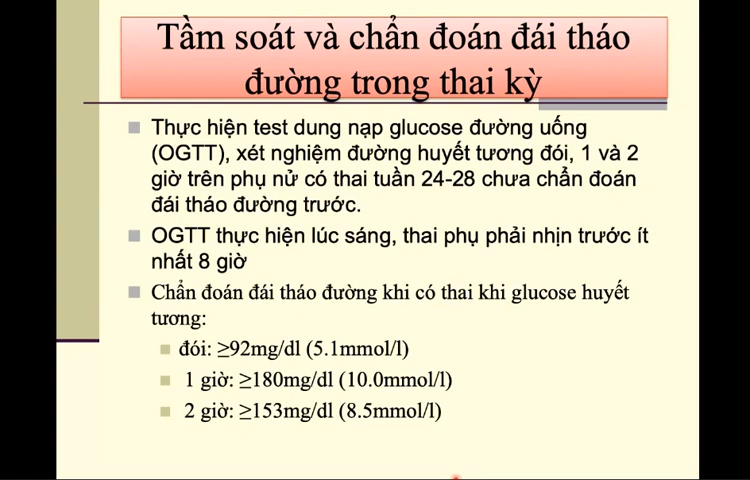 Tầm soát và chẩn đoán đái tháo
đường trong thai kỳ
Thực hiện test dung nạp glucose đường uống
(OGTT), xét nghiệm đường huyết tương đói, 1 và 2
giờ trên phụ nử có thai tuần 24-28 chưa chẩn đoán
đái tháo đường trước.
OGTT thực hiện lúc sáng, thai phụ phải nhịn trước ít
nhất 8 giờ
Chẩn đoán đái tháo đường khi có thai khi glucose huyết
tương:
đói: ≥92mg/dl (5.1mmol/l)
1 giờ: ≥180mg/dl (10.0mmol/l)
2 giờ: ≥153mg/dl (8.5mmol/l)